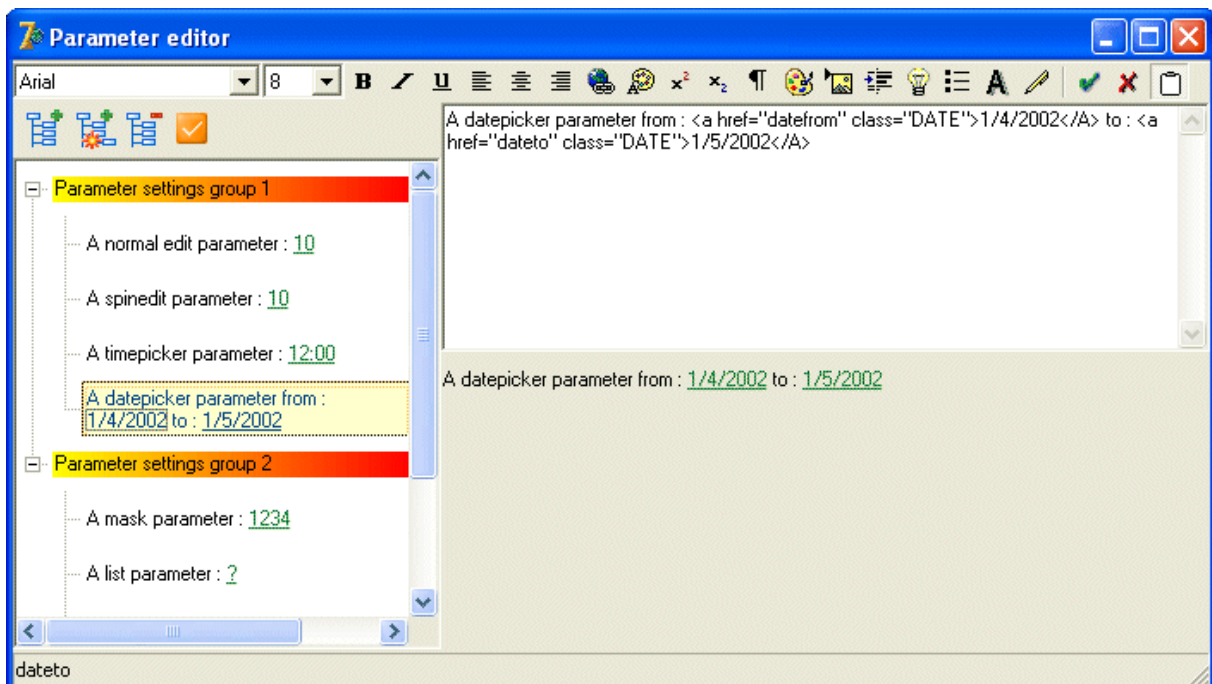 Parameter editor
Arial
8
A datepicker parameter from : <a href="datefrom" class="DATE">1/4/2002</A> to : <a
href="dateto" class="DATE">1/5/2002</A>
Parameter settings group 1
A normal edit parameter : 10
A spinedit parameter : 10
A timepicker parameter : 12:00
A datepicker parameter from :
1/4/2002 to : 1/5/2002
Parameter settings group 2
A mask parameter : 1234
A list parameter : ?
A datepicker parameter from : 1/4/2002 to : 1/5/2002
dateto